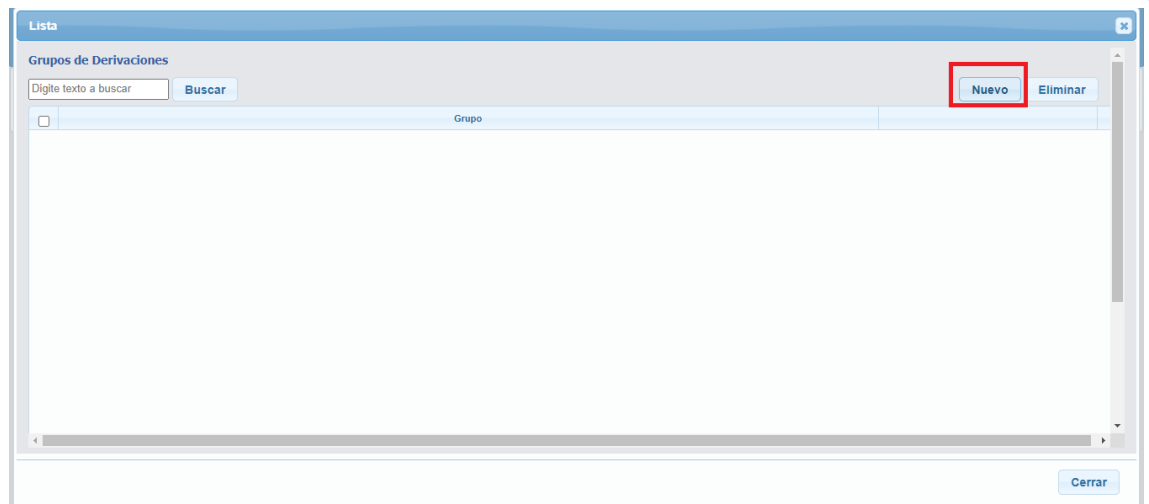 Lista
Grupos de Derivaciones
Digite texto a buscar Buscar Nuevo Eliminar
Grupo
Cerrar